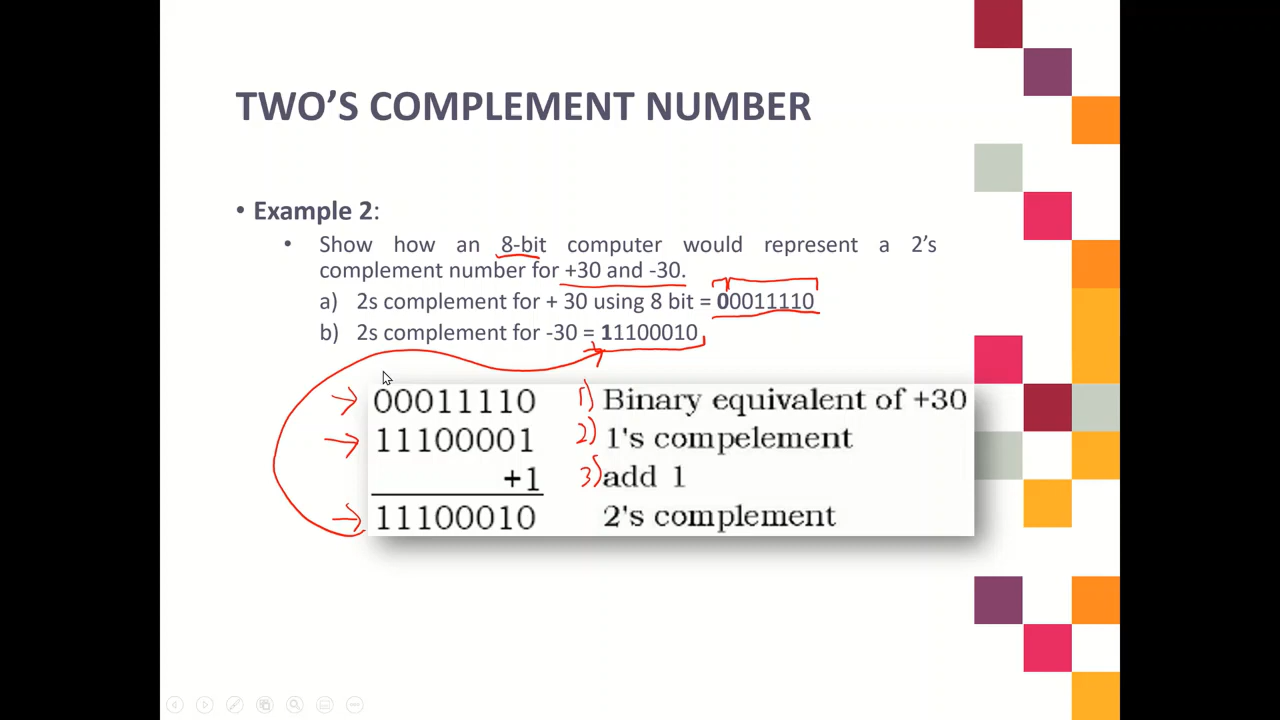 TWO’S COMPLEMENT NUMBER
• Example 2:
• Show how an 8-bit computer would represent a 2’s
complement number for +30 and -30.
a) 2s complement for + 30 using 8 bit = 00011110
b) 2s complement for -30 = 11100010
00011110 1) Binary equivalent of +30
11100001 2) 1's compelement
+1 3) add 1
11100010 2's complement